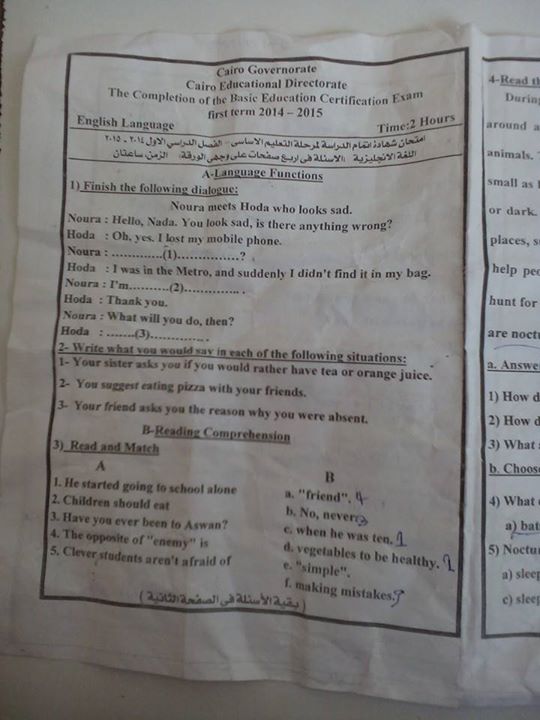 Cairo Governorate
Cairo Educational Directorate
The Completion of the Basic Education Certification Exam
first term 2014 – 2015
English Language Time:2 Hours
امتحان شهادة اتمام الدراسة لمرحلة التعليم الاساسى - الفصل الدراسي الاول ٢٠١٤ - ٢٠١٥
اللغة الانجليزية (الاسئلة فى اربع صفحات على وجهى الورقة) الزمن: ساعتان
A-Language Functions
1) Finish the following dialogue:
Noura meets Hoda who looks sad.
Noura : Hello, Nada. You look sad, is there anything wrong?
Hoda : Oh, yes. I lost my mobile phone.
Noura : .............(1)................?
Hoda : I was in the Metro, and suddenly I didn't find it in my bag.
Noura : I'm..........(2).............. .
Hoda : Thank you.
Noura : What will you do, then?
Hoda : .......(3).............. .
2- Write what you would say in each of the following situations:
1- Your sister asks you if you would rather have tea or orange juice.
2- You suggest eating pizza with your friends.
3- Your friend asks you the reason why you were absent.
B-Reading Comprehension
3) Read and Match
A B
1. He started going to school alone
2. Children should eat
3. Have you ever been to Aswan?
4. The opposite of "enemy" is
5. Clever students aren't afraid of
a. "friend". 4
b. No, never. 3
c. when he was ten. 1
d. vegetables to be healthy. 2
e. "simple".
f. making mistakes.
( بقية الأسئلة فى الصفحة الثانية )
4-Read th
During
around a
animals.
small as
or dark.
places, s
help peo
hunt for
are noctu
a. Answe
1) How d
2) How d
3) What
b. Choos
4) What
a) bat
5) Noctu
a) sleep
c) sleep